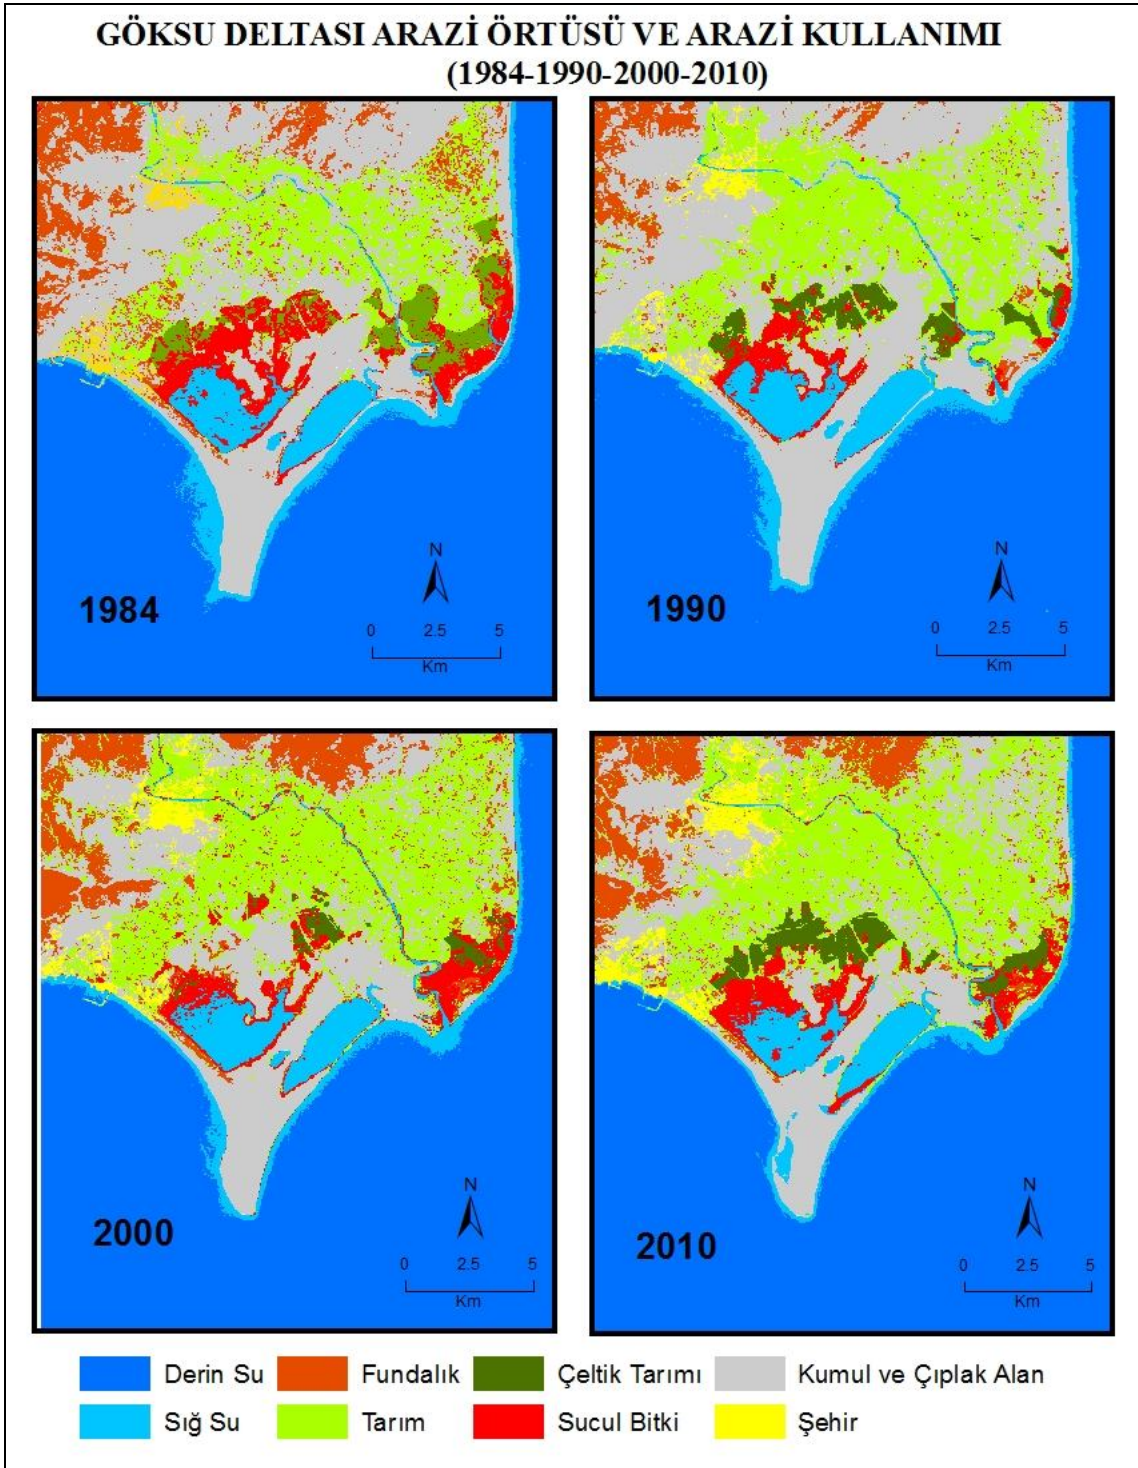 GÖKSU DELTASI ARAZİ ÖRTÜSÜ VE ARAZİ KULLANIMI
(1984-1990-2000-2010)
N
1984
0 2.5 5
Km
N
1990
0 2.5 5
Km
N
2000
0 2.5 5
Km
N
2010
0 2.5 5
Km
Derin Su Fundalık Çeltik Tarımı Kumul ve Çıplak Alan
Sığ Su Tarım Sucul Bitki Şehir